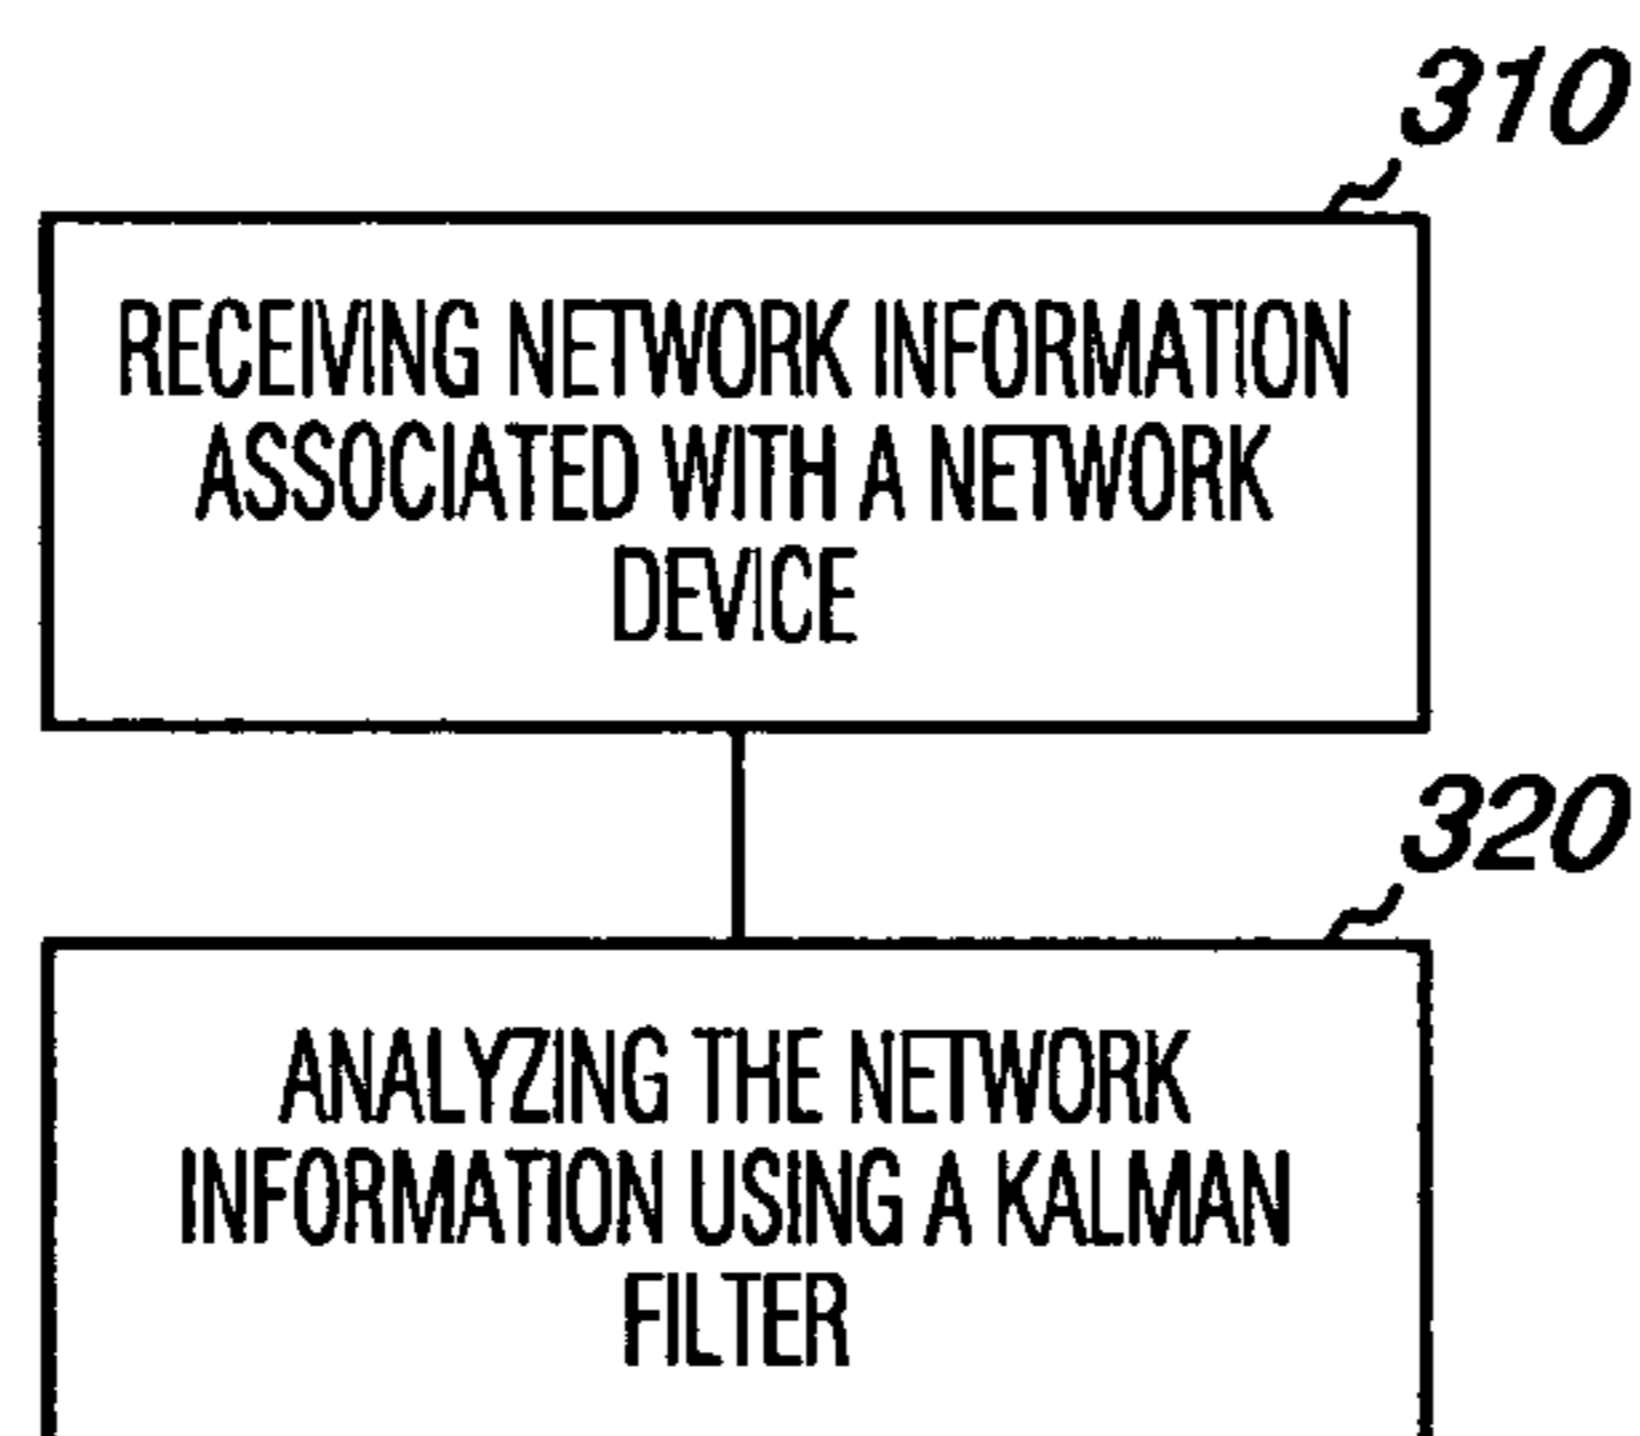 310
RECEIVING NETWORK INFORMATION
ASSOCIATED WITH A NETWORK
DEVICE
320
ANALYZING THE NETWORK
INFORMATION USING A KALMAN
FILTER